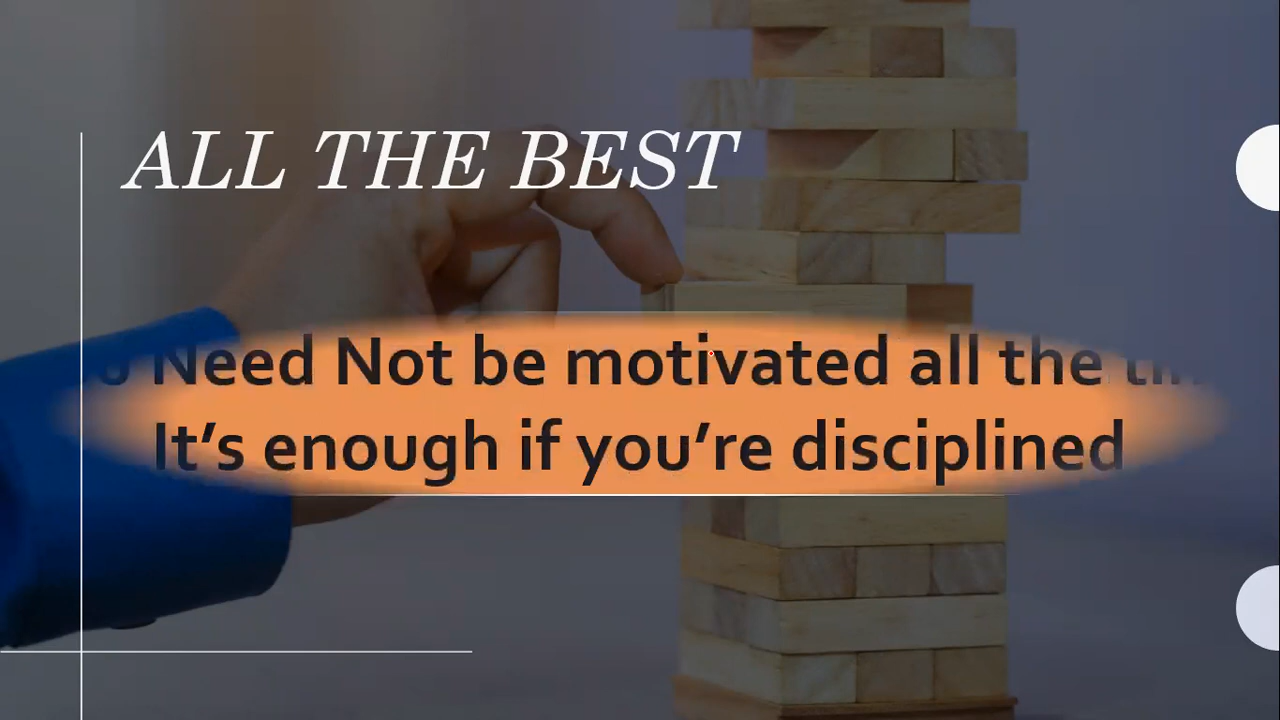 ALL THE BEST
Need Not be motivated all the
It’s enough if you’re disciplined